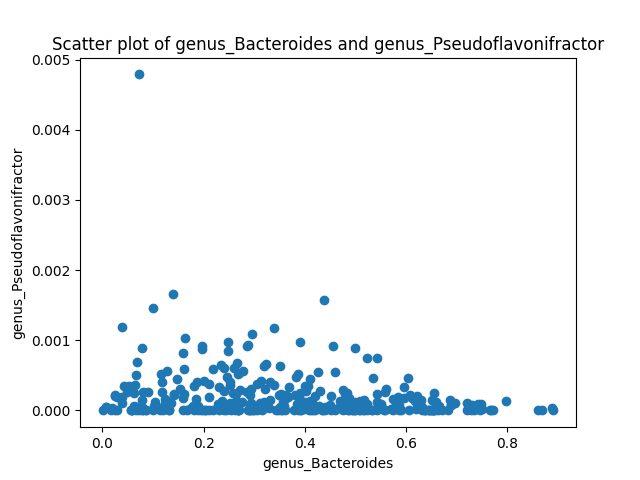 Scatter plot of genus_Bacteroides and genus_Pseudoflavonifractor
0.005
0.004
0.003
0.002
0.001
0.000
genus_Pseudoflavonifractor
0.0 0.2 0.4 0.6 0.8
genus_Bacteroides